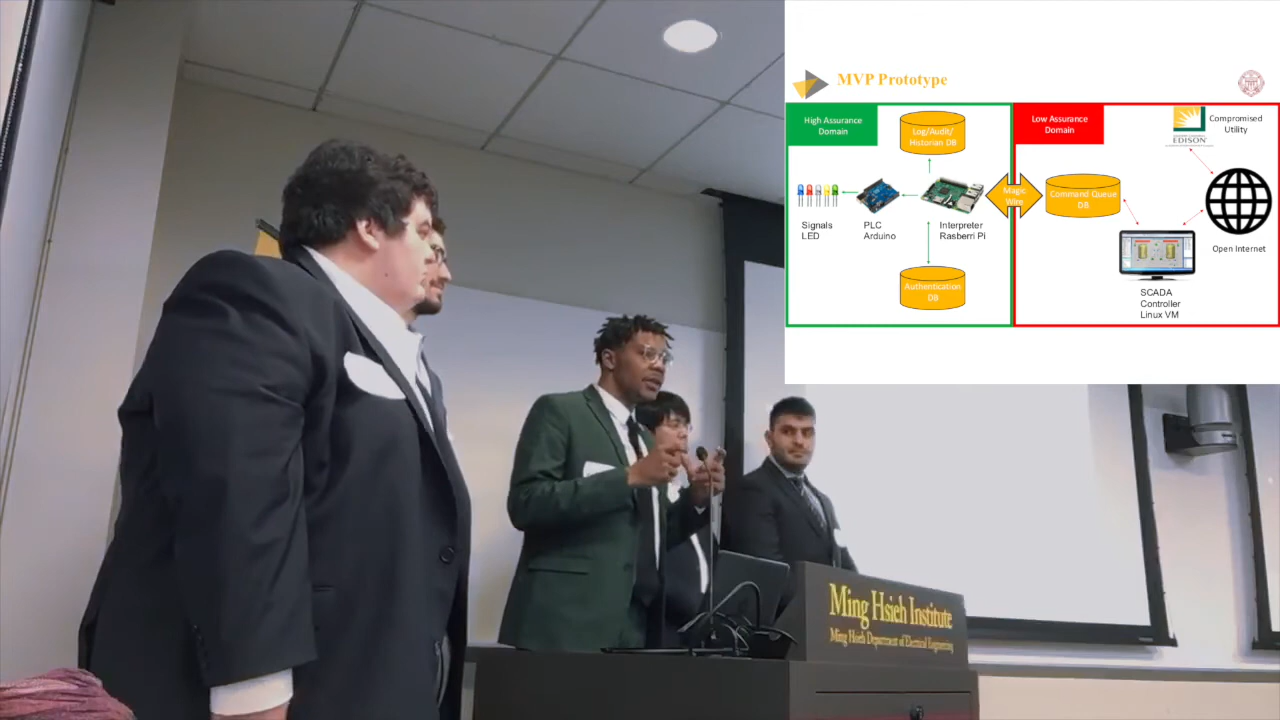 MVP Prototype
High Assurance
Domain
Log/Audit/
Historian DB
Signals
LED
PLC
Arduino
Interpreter
Rasberri Pi
Authentication
DB
Magic
Wire
Low Assurance
Domain
Command Queue
DB
EDISON
Compromised
Utility
Open Internet
SCADA
Controller
Linux VM
Ming Hsieh Institute
Ming Hsieh Department of Electrical Engineering